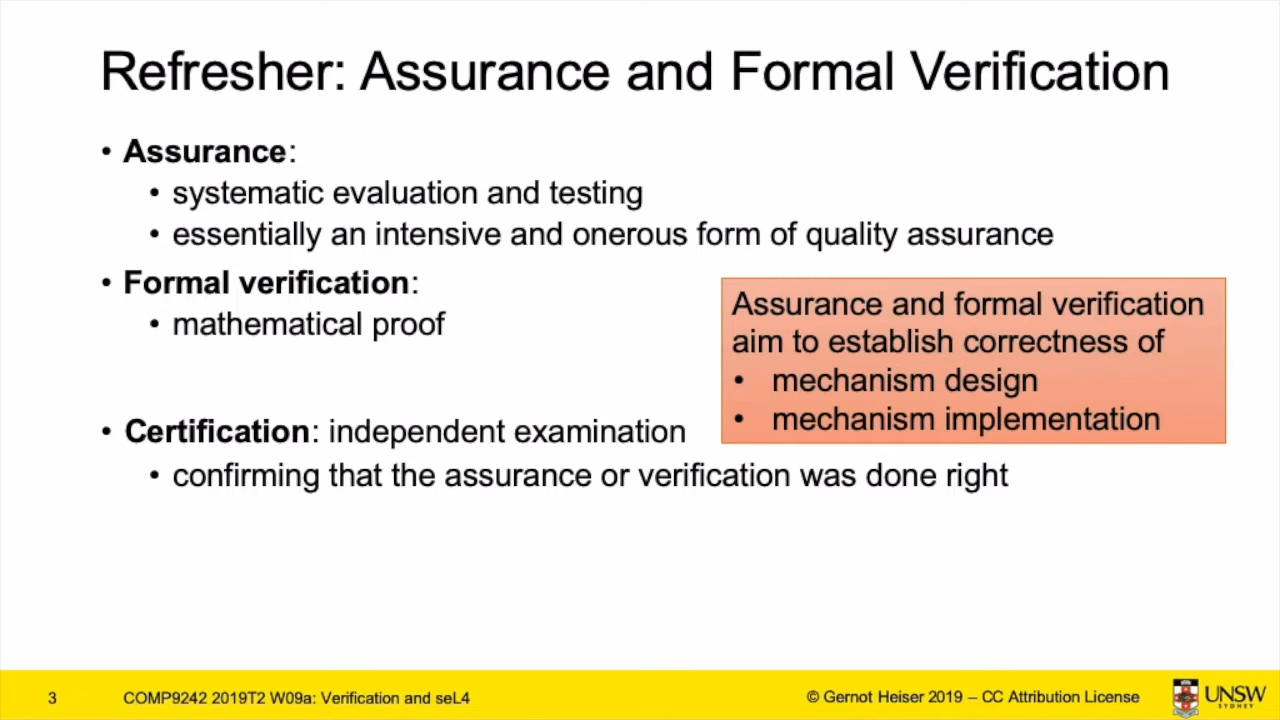 Refresher: Assurance and Formal Verification
• Assurance:
• systematic evaluation and testing
• essentially an intensive and onerous form of quality assurance
• Formal verification:
• mathematical proof
Assurance and formal verification
aim to establish correctness of
• mechanism design
• mechanism implementation
• Certification: independent examination
• confirming that the assurance or verification was done right
3
COMP9242 2019T2 W09a: Verification and seL4
© Gernot Heiser 2019 – CC Attribution License
UNSW
SYDNEY